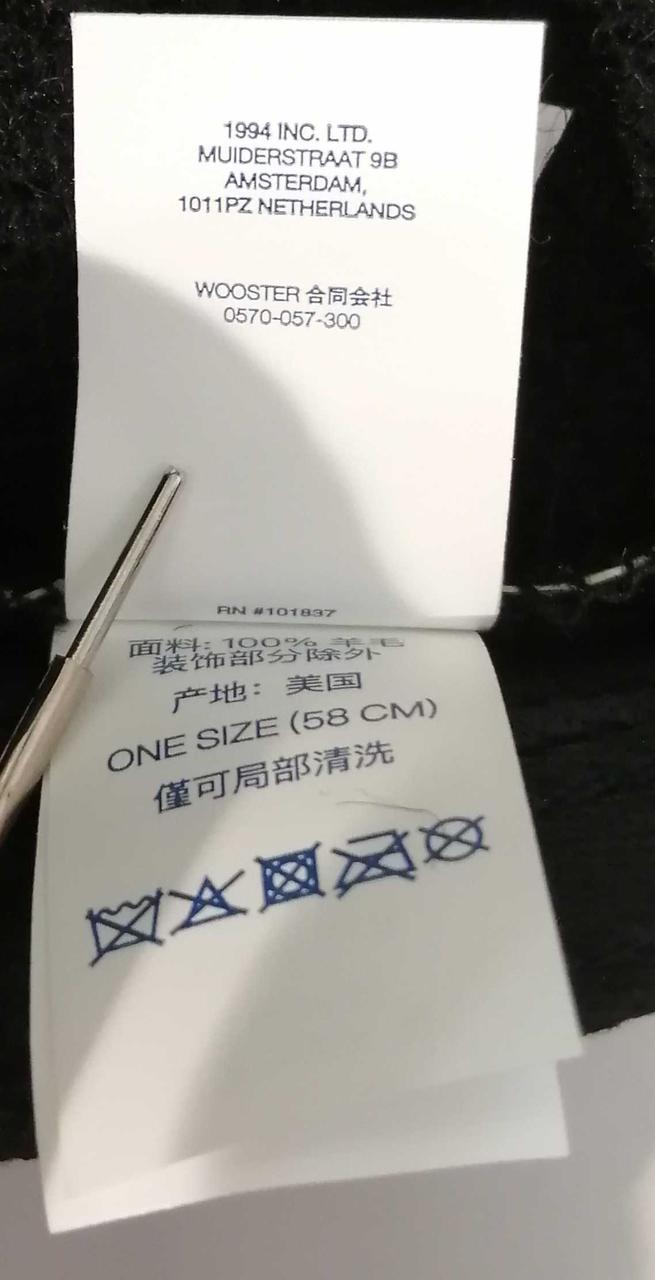 1994 INC. LTD.
MUIDERSTRAAT 9B
AMSTERDAM,
1011PZ NETHERLANDS
WOOSTER 合同会社
0570-057-300
RN #101837
面料: 100% 羊毛
装饰部分除外
产地: 美国
ONE SIZE (58 CM)
僅可局部清洗